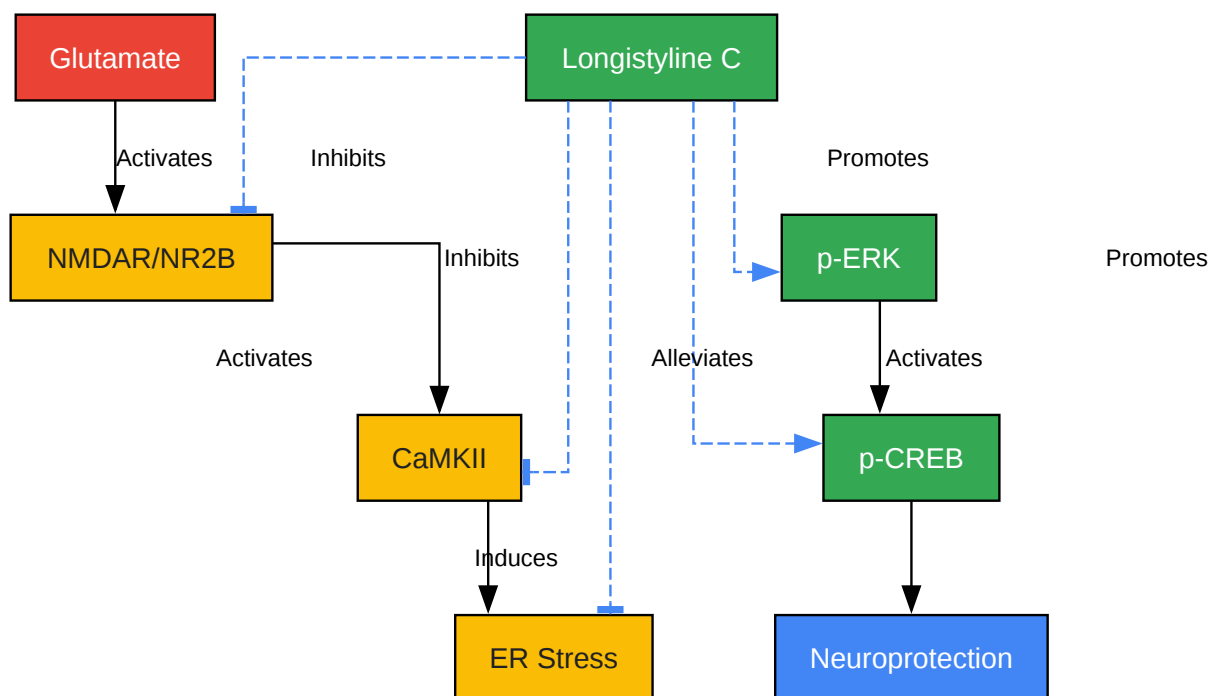 Glutamate
Longistyline C
Activates
Inhibits
Promotes
NMDAR/NR2B
Inhibits
p-ERK
Promotes
Activates
Alleviates
Activates
CaMKII
p-CREB
Induces
ER Stress
Neuroprotection